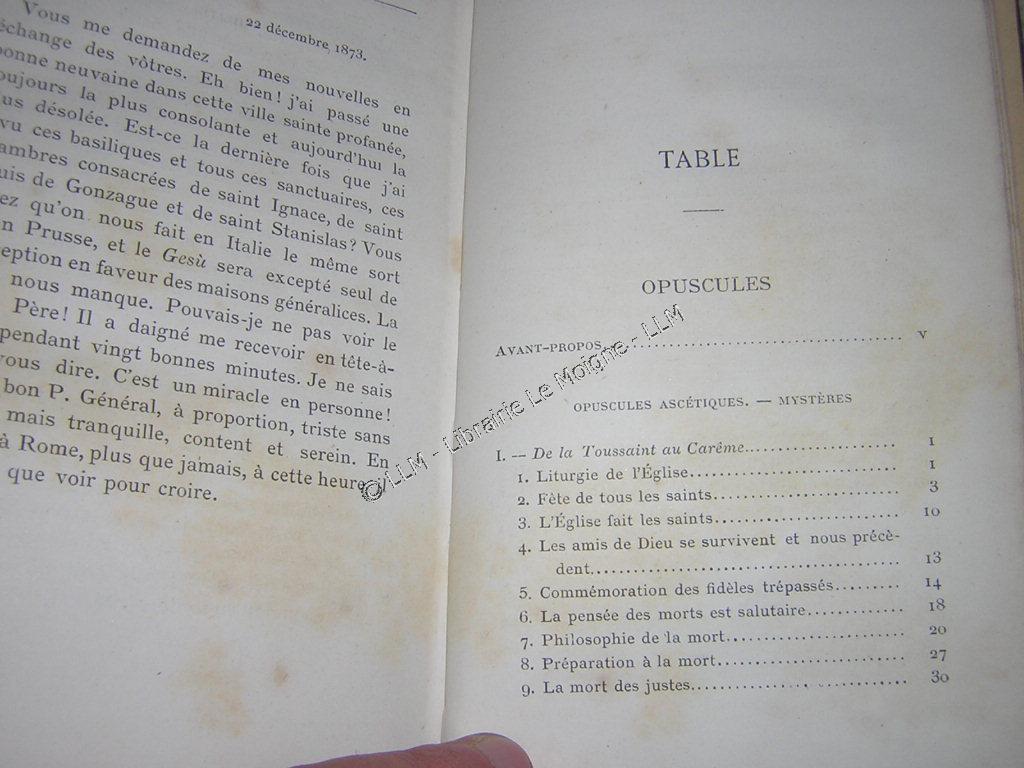 22 décembre, 1873.
Vous me demandez de mes nouvelles en
échange des vôtres. Eh bien! j'ai passé une
bonne neuvaine dans cette ville sainte profanée,
toujours la plus consolante et aujourd'hui la
désolée. Est-ce la dernière fois que j'ai
vu ces basiliques et tous ces sanctuaires, ces
consacrées de saint Ignace, de saint
de Gonzague et de saint Stanislas? Vous
qu'on nous fait en Italie le même sort
Prusse, et le Gesù sera excepté seul de
en faveur des maisons généralices. La
nous manque. Pouvais-je ne pas voir le
Père! Il a daigné me recevoir en tête-à-
pendant vingt bonnes minutes. Je ne sais
vous dire. C'est un miracle en personne!
bon P. Général, à proportion, triste sans
mais tranquille, content et serein. En
à Rome, plus que jamais, à cette heure,
que voir pour croire.
TABLE
OPUSCULES
AVANT-PROPOS.......... V
OPUSCULES ASCÉTIQUES. — MYSTÈRES
I. — De la Toussaint au Carême.......... 1
1. Liturgie de l'Église.......... 1
2. Fête de tous les saints.......... 3
3. L'Église fait les saints.......... 10
4. Les amis de Dieu se survivent et nous précè-
dent.......... 13
5. Commémoration des fidèles trépassés.......... 14
6. La pensée des morts est salutaire.......... 18
7. Philosophie de la mort.......... 20
8. Préparation à la mort.......... 27
9. La mort des justes.......... 30
© LLM - Librairie Le Moigne - LLM